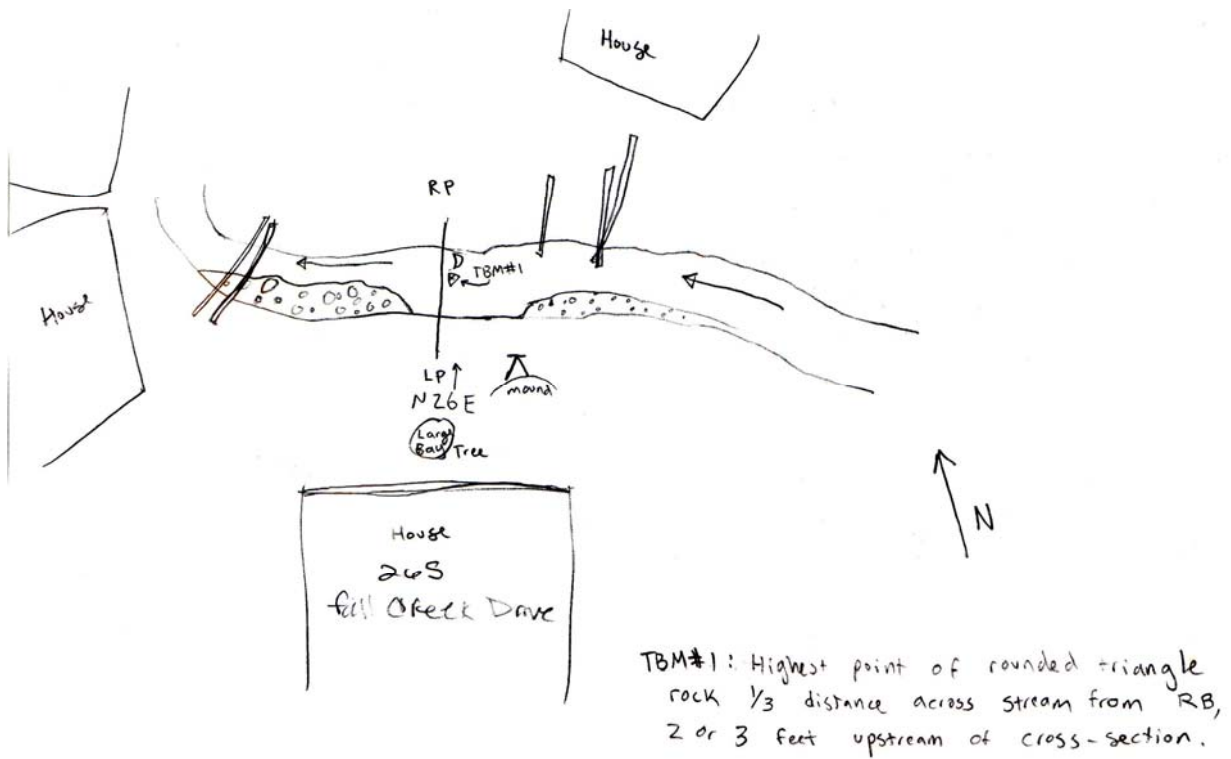 House
RP
TBM#1
House
LP
N26E
mound
Large
Bay Tree
House
265
fall Creek Drive
N
TBM#1: Highest point of rounded triangle
rock 1/3 distance across stream from RB,
2 or 3 feet upstream of cross-section.